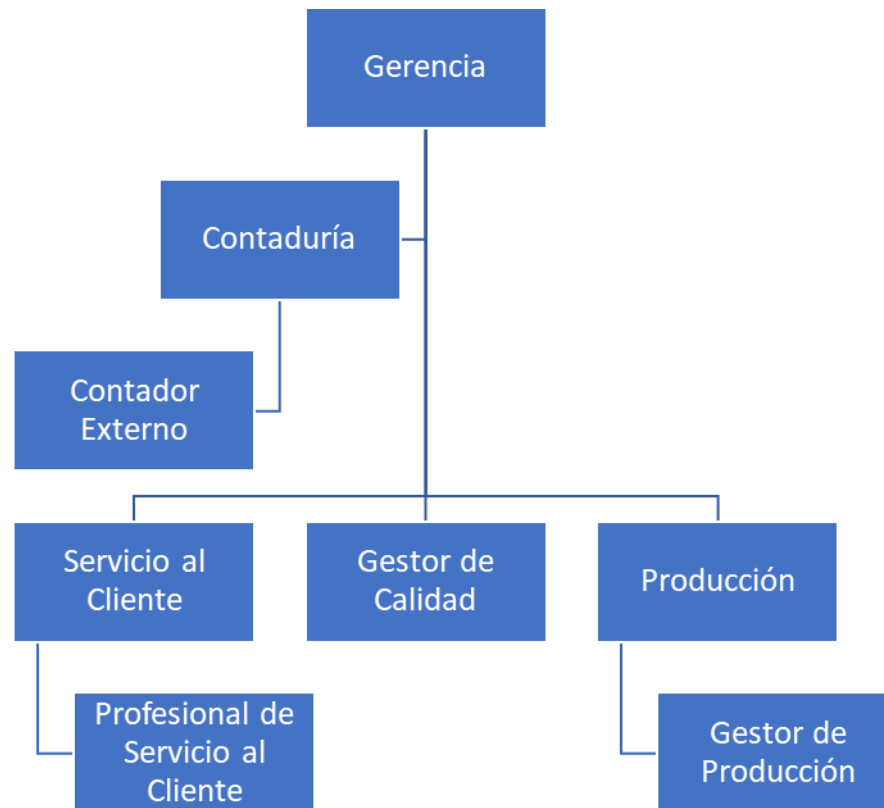 Gerencia
Contaduría
Contador
Externo
Servicio al
Cliente
Gestor de
Calidad
Producción
Profesional de
Servicio al
Cliente
Gestor de
Producción